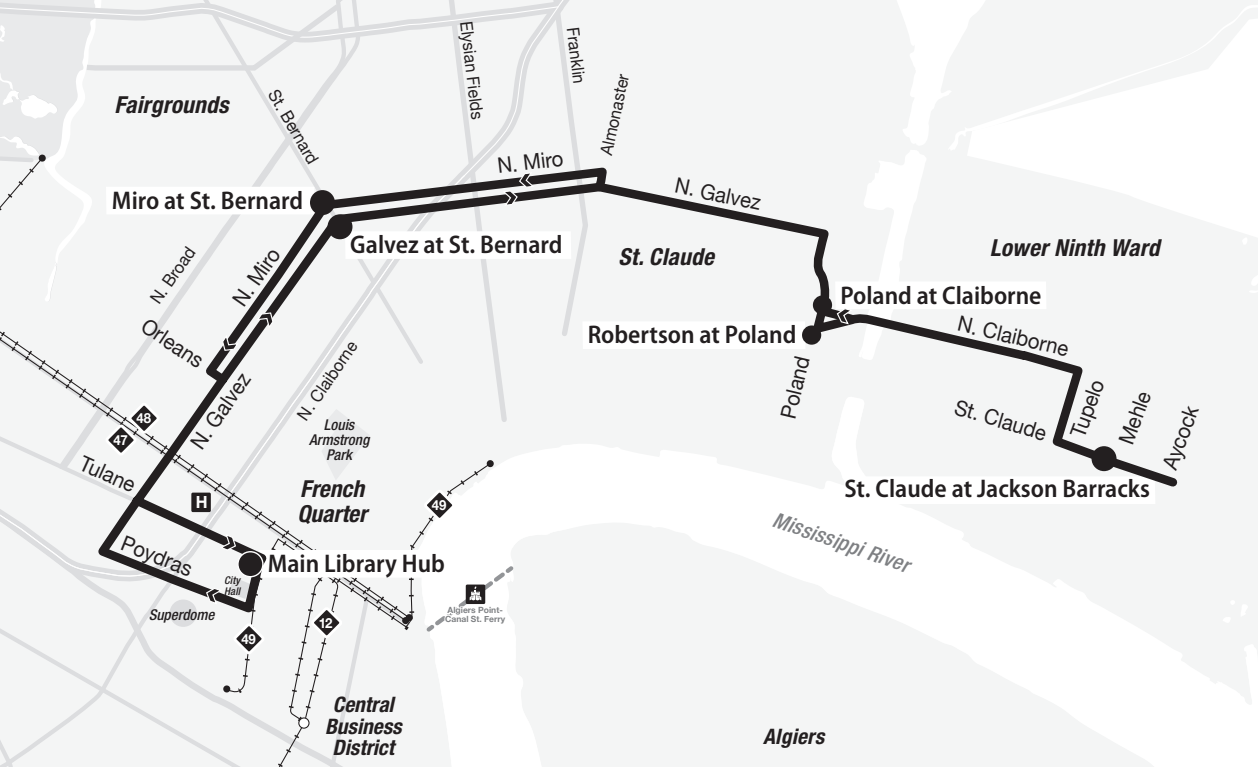 Elysian Fields
Franklin
Almonaster
Fairgrounds
St. Bernard
N. Miro
N. Galvez
Miro at St. Bernard
Galvez at St. Bernard
St. Claude
Lower Ninth Ward
N. Broad
N. Miro
Orleans
Poland at Claiborne
Robertson at Poland
N. Claiborne
N. Galvez
N. Claiborne
Poland
St. Claude
Tupelo
Mehle
Aycock
48
47
Louis
Armstrong
Park
Tulane
H
French
Quarter
49
St. Claude at Jackson Barracks
Mississippi River
Poydras
Main Library Hub
City
Hall
Superdome
Algiers Point-
Canal St. Ferry
49
12
Central
Business
District
Algiers